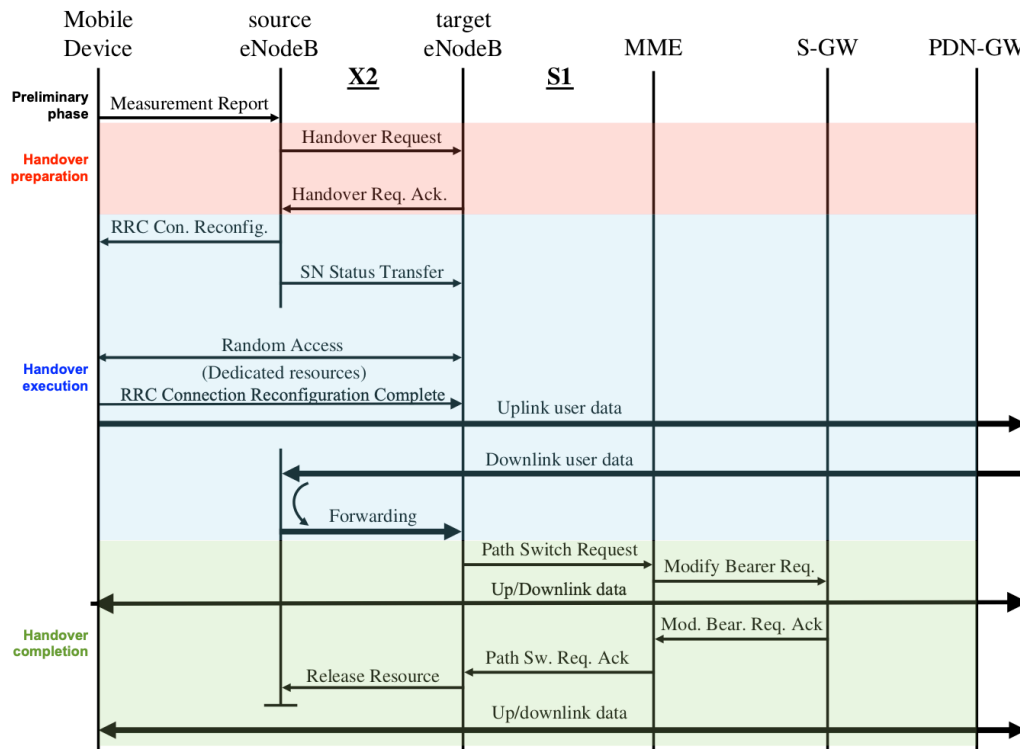 Mobile
Device
source
eNodeB
target
eNodeB
MME
S-GW
PDN-GW
X2
S1
Preliminary
phase
Measurement Report
Handover Request
Handover
preparation
Handover Req. Ack.
RRC Con. Reconfig.
SN Status Transfer
Random Access
(Dedicated resources)
Handover
execution
RRC Connection Reconfiguration Complete
Uplink user data
Downlink user data
Forwarding
Path Switch Request
Modify Bearer Req.
Up/Downlink data
Mod. Bear. Req. Ack
Handover
completion
Path Sw. Req. Ack
Release Resource
Up/downlink data